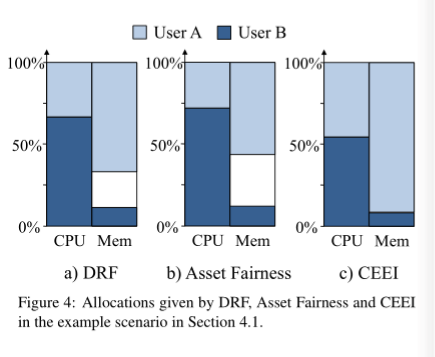 User A User B
100% 100% 100%
50% 50% 50%
0% 0% 0%
CPU Mem CPU Mem CPU Mem
a) DRF b) Asset Fairness c) CEEI
Figure 4: Allocations given by DRF, Asset Fairness and CEEI
in the example scenario in Section 4.1.